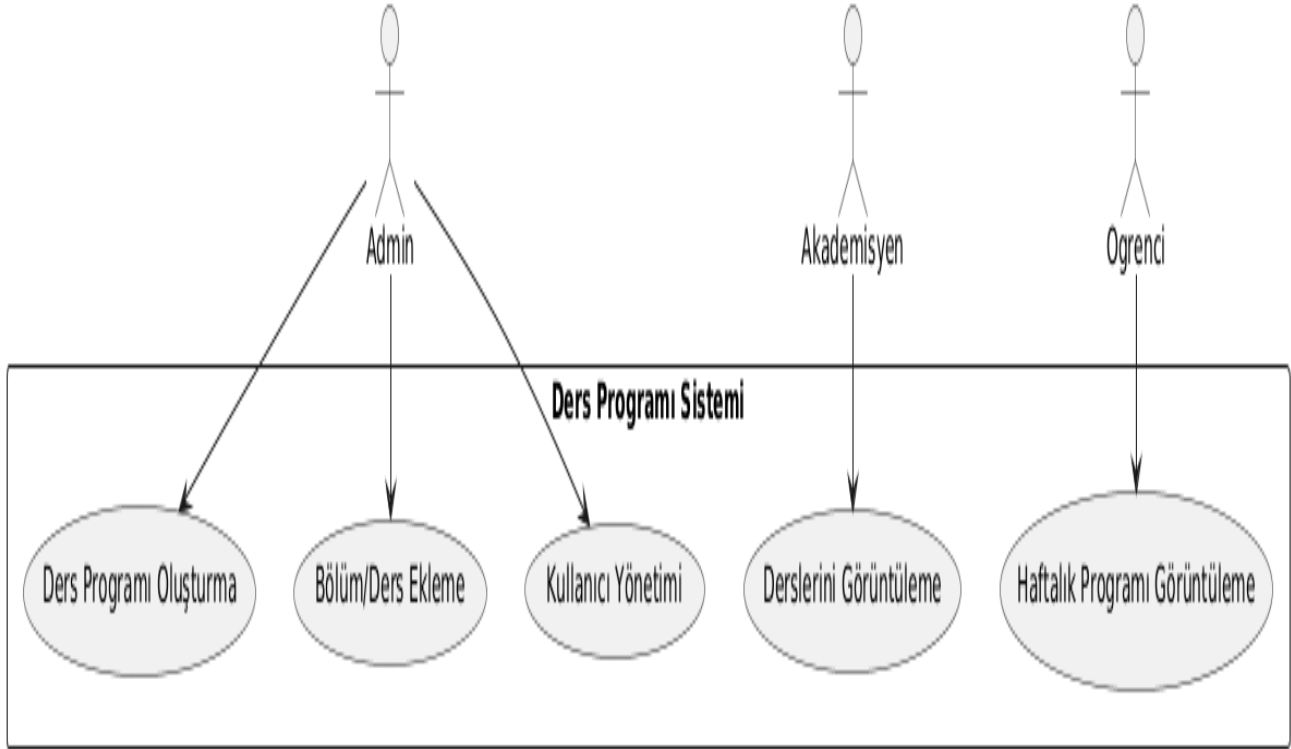 Admin
Akademisyen
Ogrenci
Ders Programı Sistemi
Ders Programı Oluşturma
Bölüm/Ders Ekleme
Kullanıcı Yönetimi
Derslerini Görüntüleme
Haftalık Programı Görüntüleme